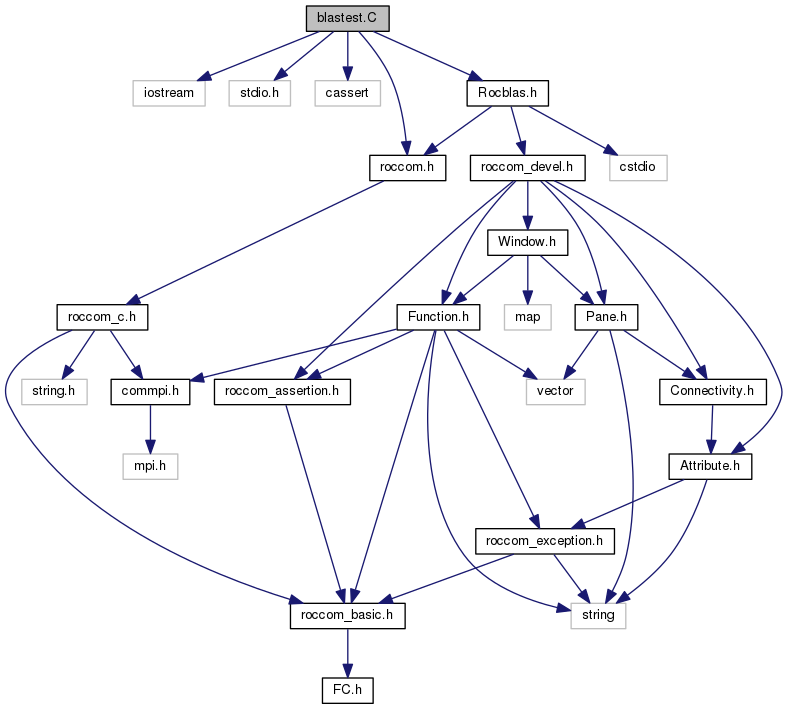 blastest.C
iostream
stdio.h
cassert
Rocblas.h
roccom.h
roccom_devel.h
cstdio
Window.h
roccom_c.h
Function.h
map
Pane.h
string.h
commpi.h
roccom_assertion.h
vector
Connectivity.h
mpi.h
Attribute.h
roccom_exception.h
roccom_basic.h
string
FC.h